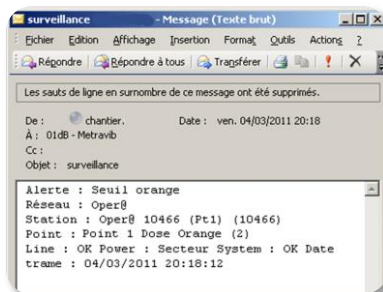 surveillance - Message (Texte brut)
Fichier Edition Affichage Insertion Format Outils Actions ?
Répondre Répondre à tous Transférer
Les sauts de ligne en surnombre de ce message ont été supprimés.
De : chantier. Date : ven. 04/03/2011 20:18
À : 01dB - Metravib
Cc :
Objet : surveillance
Alerte : Seuil orange
Réseau : Oper@
Station : Oper@ 10466 (Pt1) (10466)
Point : Point 1 Dose Orange (2)
Line : OK Power : Secteur System : OK Date
trame : 04/03/2011 20:18:12